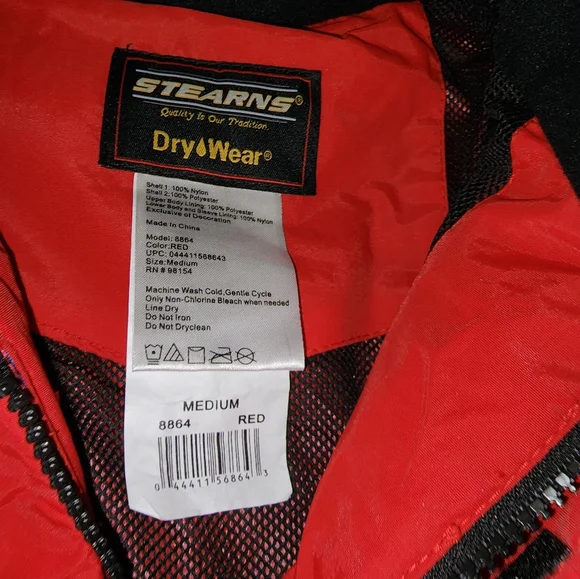 STEARNS®
Quality Is Our Tradition.
Dry Wear®
Shell 1: 100% Nylon
Shell 2: 100% Polyester
Upper Body Lining: 100% Polyester
Lower Body and Sleeve Lining: 100% Nylon
Exclusive of Decoration
Made In China
Model: 8864
Color: RED
UPC: 044411568643
Size: Medium
RN # 98154
Machine Wash Cold, Gentle Cycle
Only Non-Chlorine Bleach when needed
Line Dry
Do Not Iron
Do Not Dryclean
MEDIUM
8864 RED
0 44411 56864 3